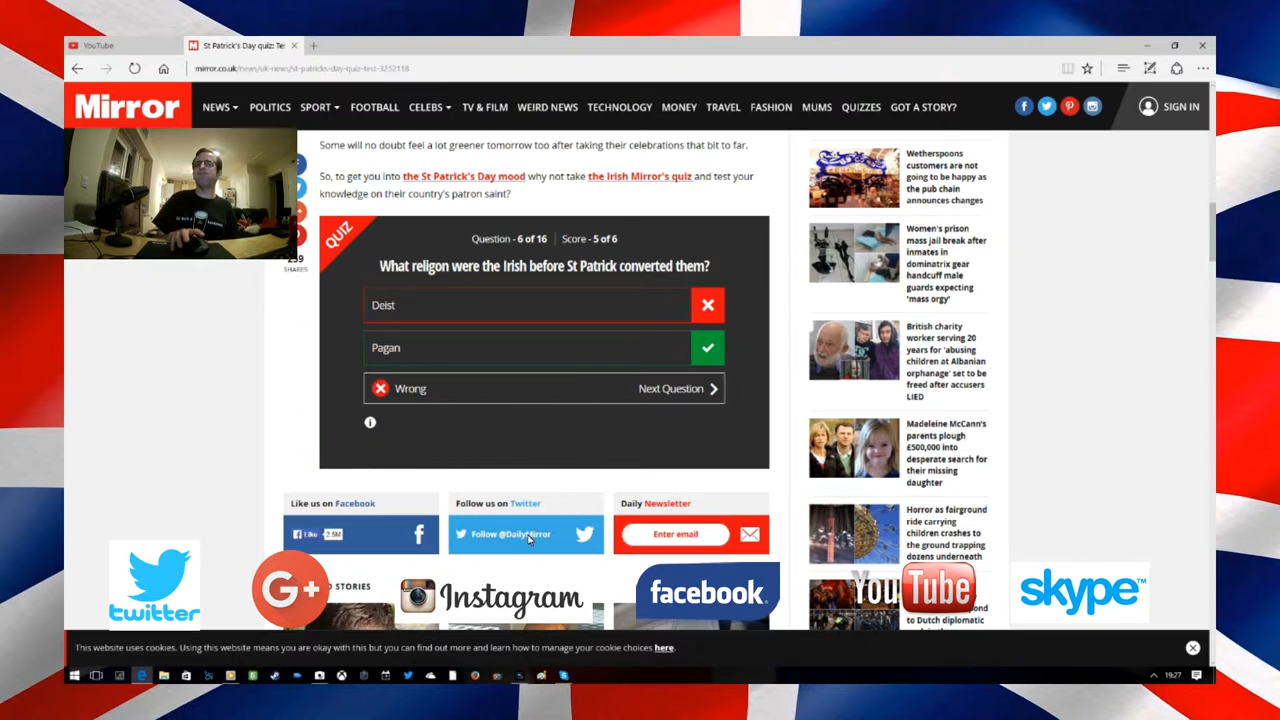 YouTube
St Patrick's Day quiz: Te
mirror.co.uk/news/uk-news/st-patricks-day-quiz-test-3252118
Mirror
NEWS
POLITICS
SPORT
FOOTBALL
CELEBS
TV & FILM
WEIRD NEWS
TECHNOLOGY
MONEY
TRAVEL
FASHION
MUMS
QUIZZES
GOT A STORY?
SIGN IN
Some will no doubt feel a lot greener tomorrow too after taking their celebrations that bit to far.
So, to get you into the St Patrick's Day mood why not take the Irish Mirror's quiz and test your
knowledge on their country's patron saint?
259
SHARES
QUIZ
Question - 6 of 16
Score - 5 of 6
What religon were the Irish before St Patrick converted them?
Deist
Pagan
Wrong
Next Question
Like us on Facebook
Like
2.5M
Follow us on Twitter
Follow @DailyMirror
Daily Newsletter
Enter email
STORIES
Wetherspoons
customers are not
going to be happy as
the pub chain
announces changes
Women's prison
mass jail break after
inmates in
dominatrix gear
handcuff male
guards expecting
'mass orgy'
British charity
worker serving 20
years for 'abusing
children at Albanian
orphanage' set to be
freed after accusers
LIED
Madeleine McCann's
parents plough
£500,000 into
desperate search for
their missing
daughter
Horror as fairground
ride carrying
children crashes to
the ground trapping
dozens underneath
to Dutch diplomatic
twitter
G+
Instagram
facebook
YouTube
skype™
This website uses cookies. Using this website means you are okay with this but you can find out more and learn how to manage your cookie choices here.
19:27